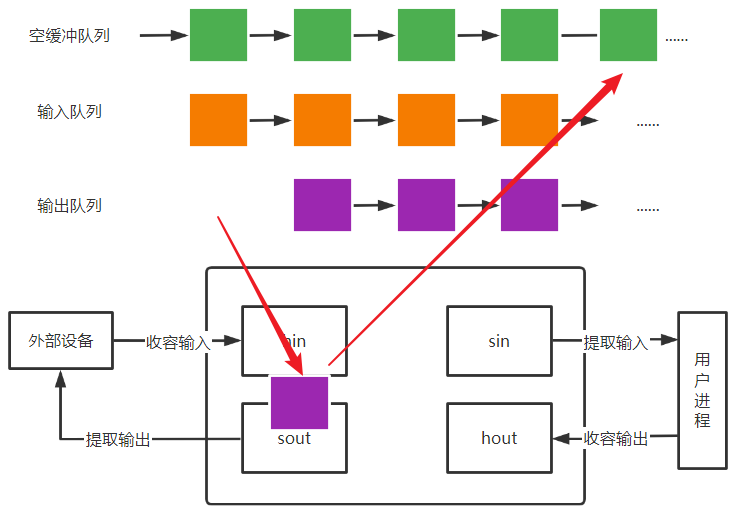 空缓冲队列
......
输入队列
......
输出队列
......
外部设备
收容输入
hin
sin
提取输入
用户进程
提取输出
sout
hout
收容输出